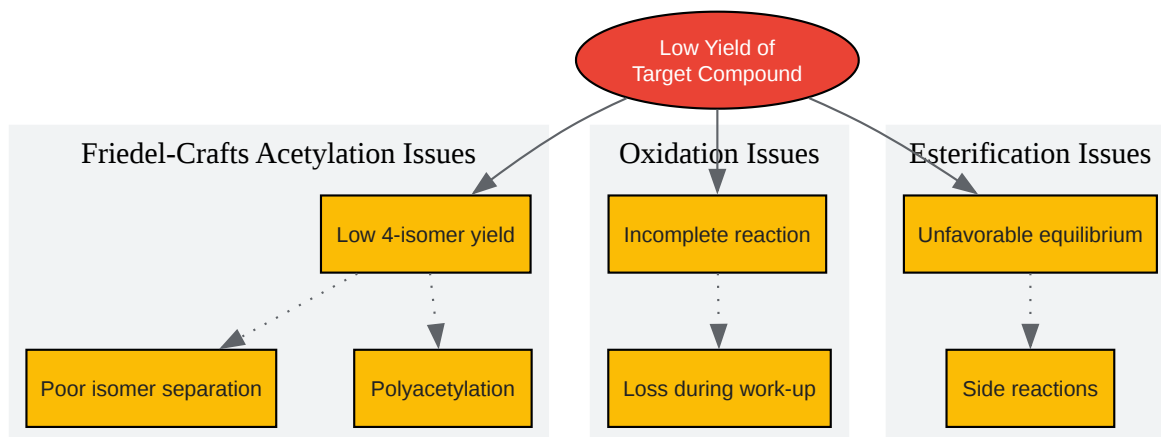 Low Yield of
Target Compound
Friedel-Crafts Acetylation Issues
Oxidation Issues
Esterification Issues
Low 4-isomer yield
Incomplete reaction
Unfavorable equilibrium
Poor isomer separation
Polyacetylation
Loss during work-up
Side reactions